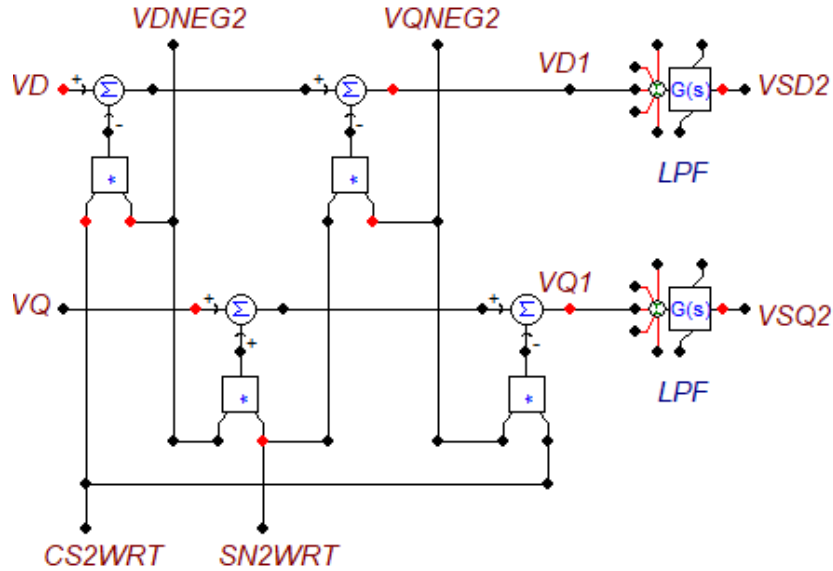 VDNEG2 VQNEG2
VD + Σ + Σ VD1 G(s) VSD2
- -
* * LPF
VQ + Σ + Σ VQ1 Σ G(s) VSQ2
+ -
* * LPF
CS2WRT SN2WRT